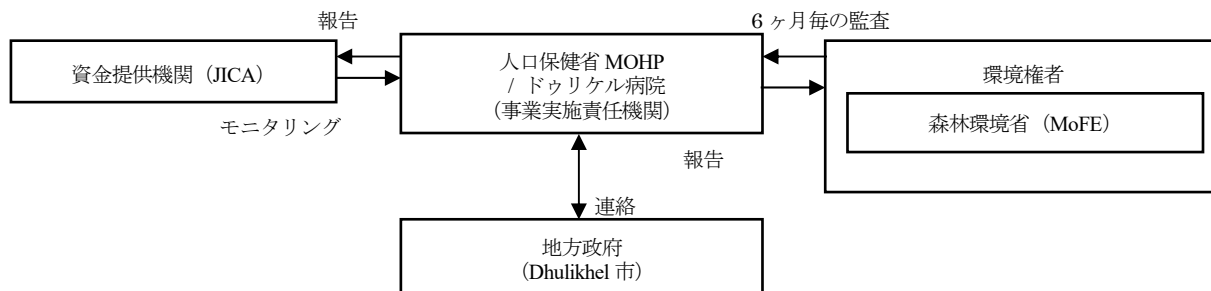 報告
6 ヶ月毎の監査
資金提供機関（JICA）
人口保健省 MOHP
/ ドゥリケル病院
（事業実施責任機関）
環境権者
森林環境省（MoFE）
モニタリング
報告
連絡
地方政府
（Dhulikhel 市）